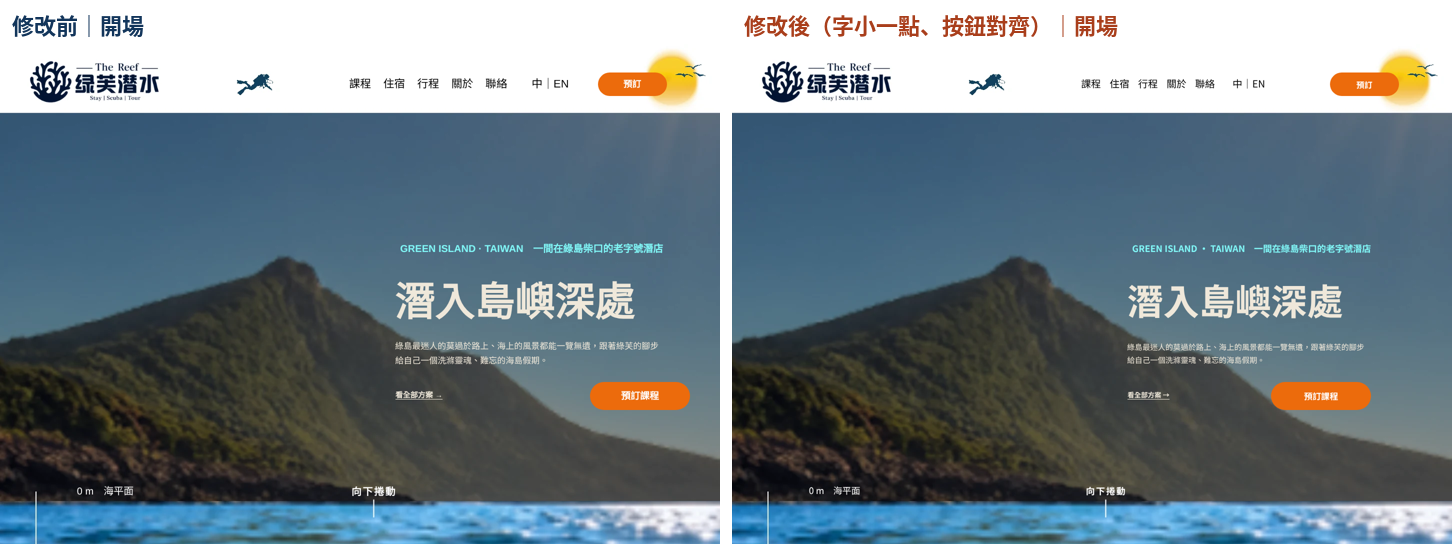 修改前｜開場
The Reef
绿芙潜水
Stay | Scuba | Tour
課程 住宿 行程 關於 聯絡 中｜EN
預訂
GREEN ISLAND · TAIWAN 一間在綠島柴口的老字號潛店
潛入島嶼深處
綠島最迷人的莫過於路上、海上的風景都能一覽無遺，跟著綠芙的腳步
給自己一個洗滌靈魂、難忘的海島假期。
看全部方案 →
預訂課程
0 m 海平面
向下捲動
修改後（字小一點、按鈕對齊）｜開場
The Reef
绿芙潜水
Stay | Scuba | Tour
課程 住宿 行程 關於 聯絡 中｜EN
預訂
GREEN ISLAND · TAIWAN 一間在綠島柴口的老字號潛店
潛入島嶼深處
綠島最迷人的莫過於路上、海上的風景都能一覽無遺，跟著綠芙的腳步
給自己一個洗滌靈魂、難忘的海島假期。
看全部方案 →
預訂課程
0 m 海平面
向下捲動